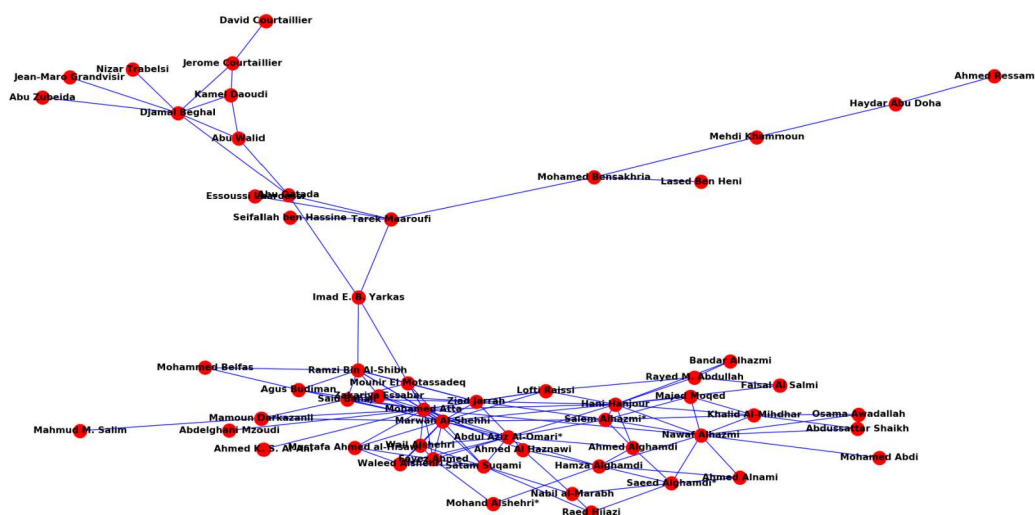 David Courtaillier
Jerome Courtaillier
Nizar Trabelsi
Jean-Maro Grandvisir
Ahmed Ressam
Abu Zubeida
Kamel Daoudi
Haydar Abu Doha
Djamal Beghal
Mehdi Khammoun
Abu Walid
Mohamed Bensakhria
Lased Ben Heni
Essoussi
Abu Qatada
Seifallah ben Hassine
Tarek Maaroufi
Imad E. B. Yarkas
Bandar Alhazmi
Mohammed Belfas
Ramzi Bin Al-Shibh
Rayed M. Abdullah
Mounir El Motassadeq
Faisal Al Salmi
Agus Budiman
Lofti Raissi
Zakariya Essabar
Majed Moqed
Said Bahaji
Ziad Jarrah
Hani Hanjour
Mohamed Atta
Khalid Al-Mihdhar
Osama Awadallah
Mamoun Darkazanli
Salem Alhazmi*
Marwan Al-Shehhi
Abdussattar Shaikh
Mahmud M. Salim
Abdelghani Mzoudi
Nawaf Alhazmi
Abdul Aziz Al-Omari*
Wail Alshehri
Ahmed K. S. Al-Ani
Mustafa Ahmed al-Hisawi
Ahmed Alghamdi
Ahmed Al Haznawi
Mohamed Abdi
Fayez Ahmed
Waleed Alshehri
Satam Suqami
Hamza Alghamdi
Ahmed Alnami
Saeed Alghamdi*
Nabil al-Marabh
Mohand Alshehri*
Raed Hijazi